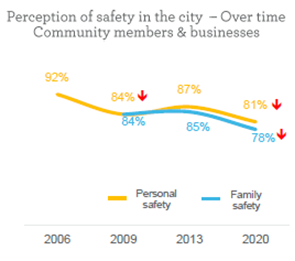 Perception of safety in the city – Over time
Community members & businesses
92%
84%
87%
81%
84%
85%
78%
Personal safety
Family safety
2006 2009 2013 2020